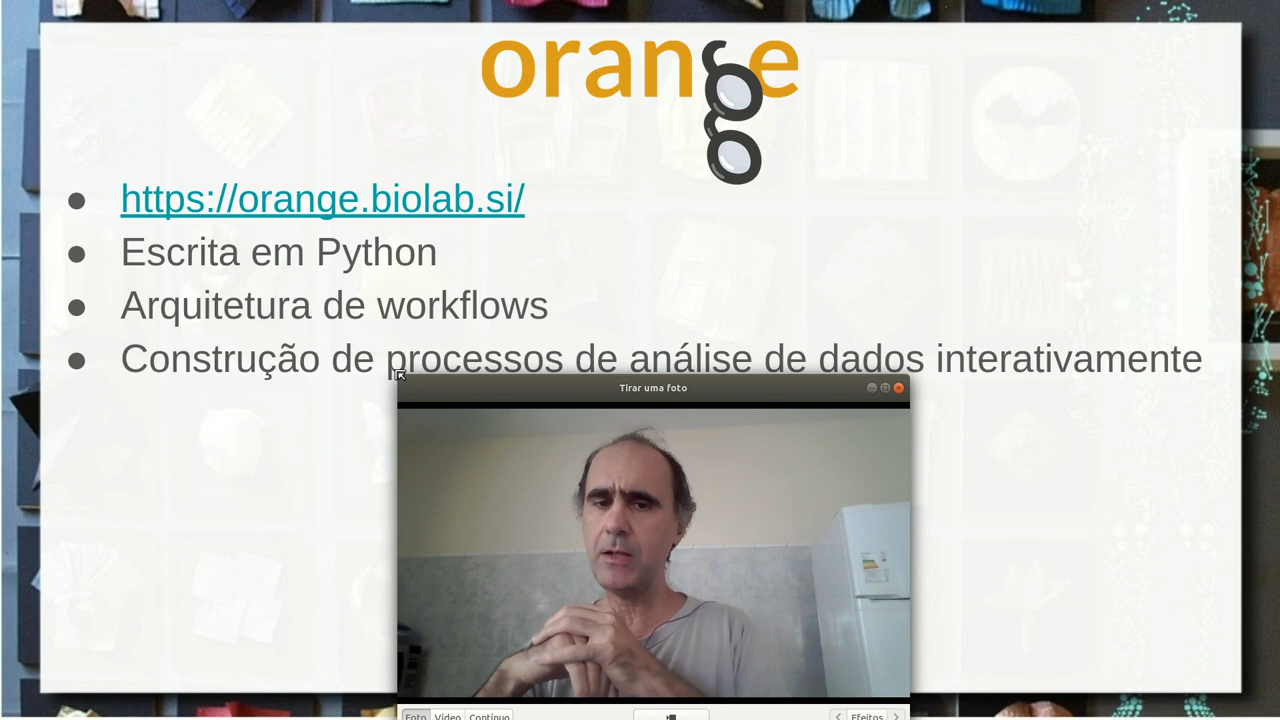 orange
https://orange.biolab.si/
Escrita em Python
Arquitetura de workflows
Construção de processos de análise de dados interativamente
Tirar uma foto
Foto Vídeo Contínuo Efeitos